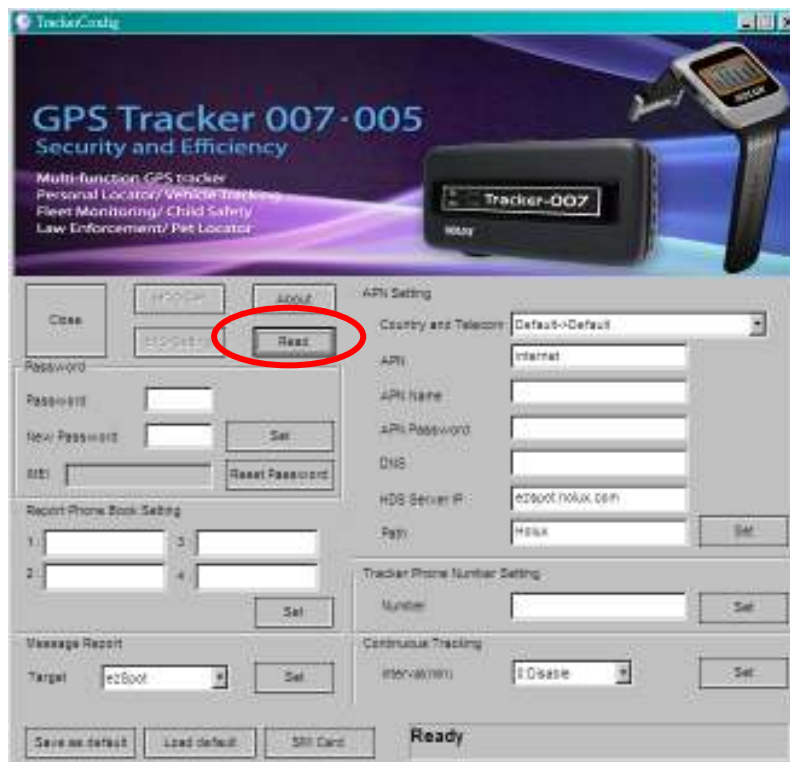 TrackerConfig
GPS Tracker 007-005
Security and Efficiency
Multi-function GPS tracker
Personal Locator/ Vehicle Tracking
Fleet Monitoring/ Child Safety
Law Enforcement/ Pet Locator
Tracker-007
HOLUX
Close
About
Read
Password
Password
New Password
Set
IMEI
Reset Password
Report Phone Book Setting
1 :
3 :
2 :
4 :
Set
Message Report
Target
ezSpot
Set
Save as default
Load default
SIM Card
APN Setting
Country and Telecom
Default->Default
APN
internet
APN Name
APN Password
DNS
HDS Server IP
ezspot.holux.com
Path
Holux
Set
Tracker Phone Number Setting
Number
Set
Continuous Tracking
Interval(min)
0:Disable
Set
Ready